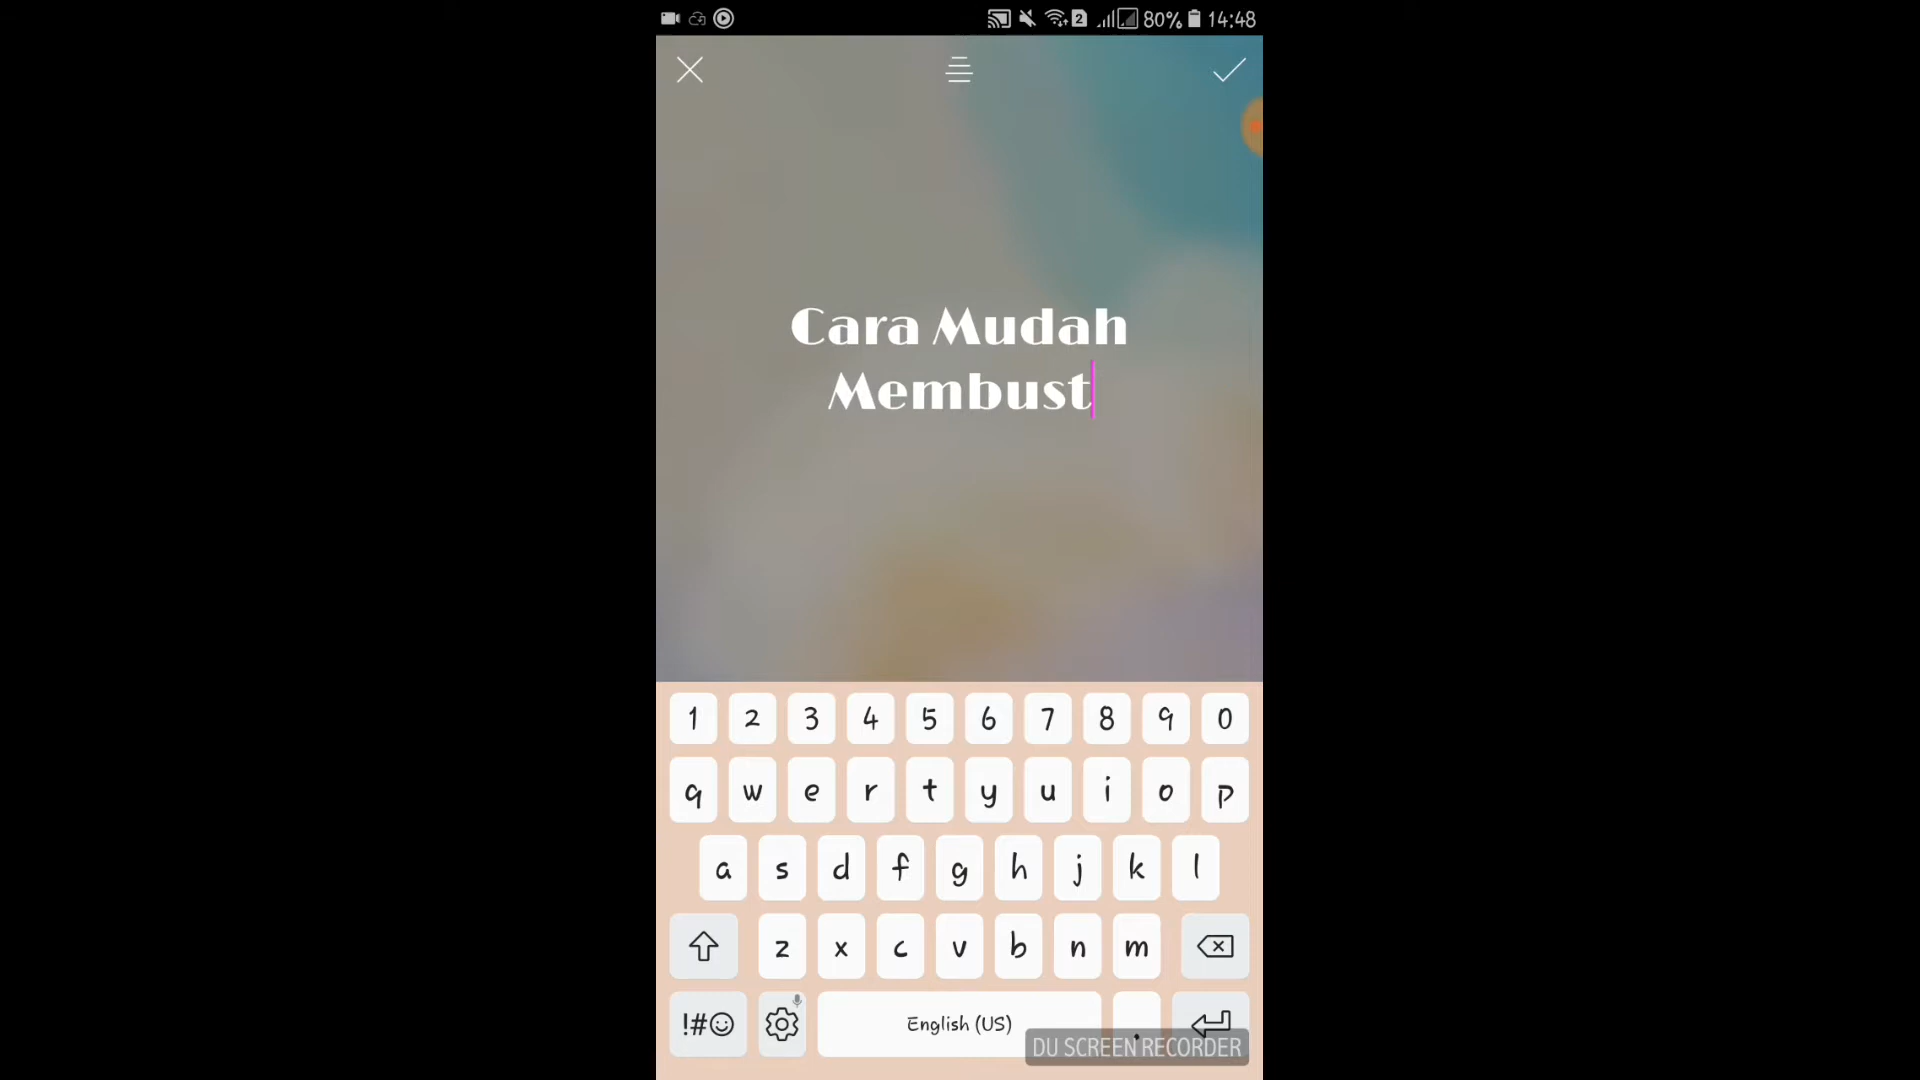 2 80% 14:48
Cara Mudah
Membust
1 2 3 4 5 6 7 8 9 0
q w e r t y u i o p
a s d f g h j k l
z x c v b n m
!#☺ English (US) .
DU SCREEN RECORDER